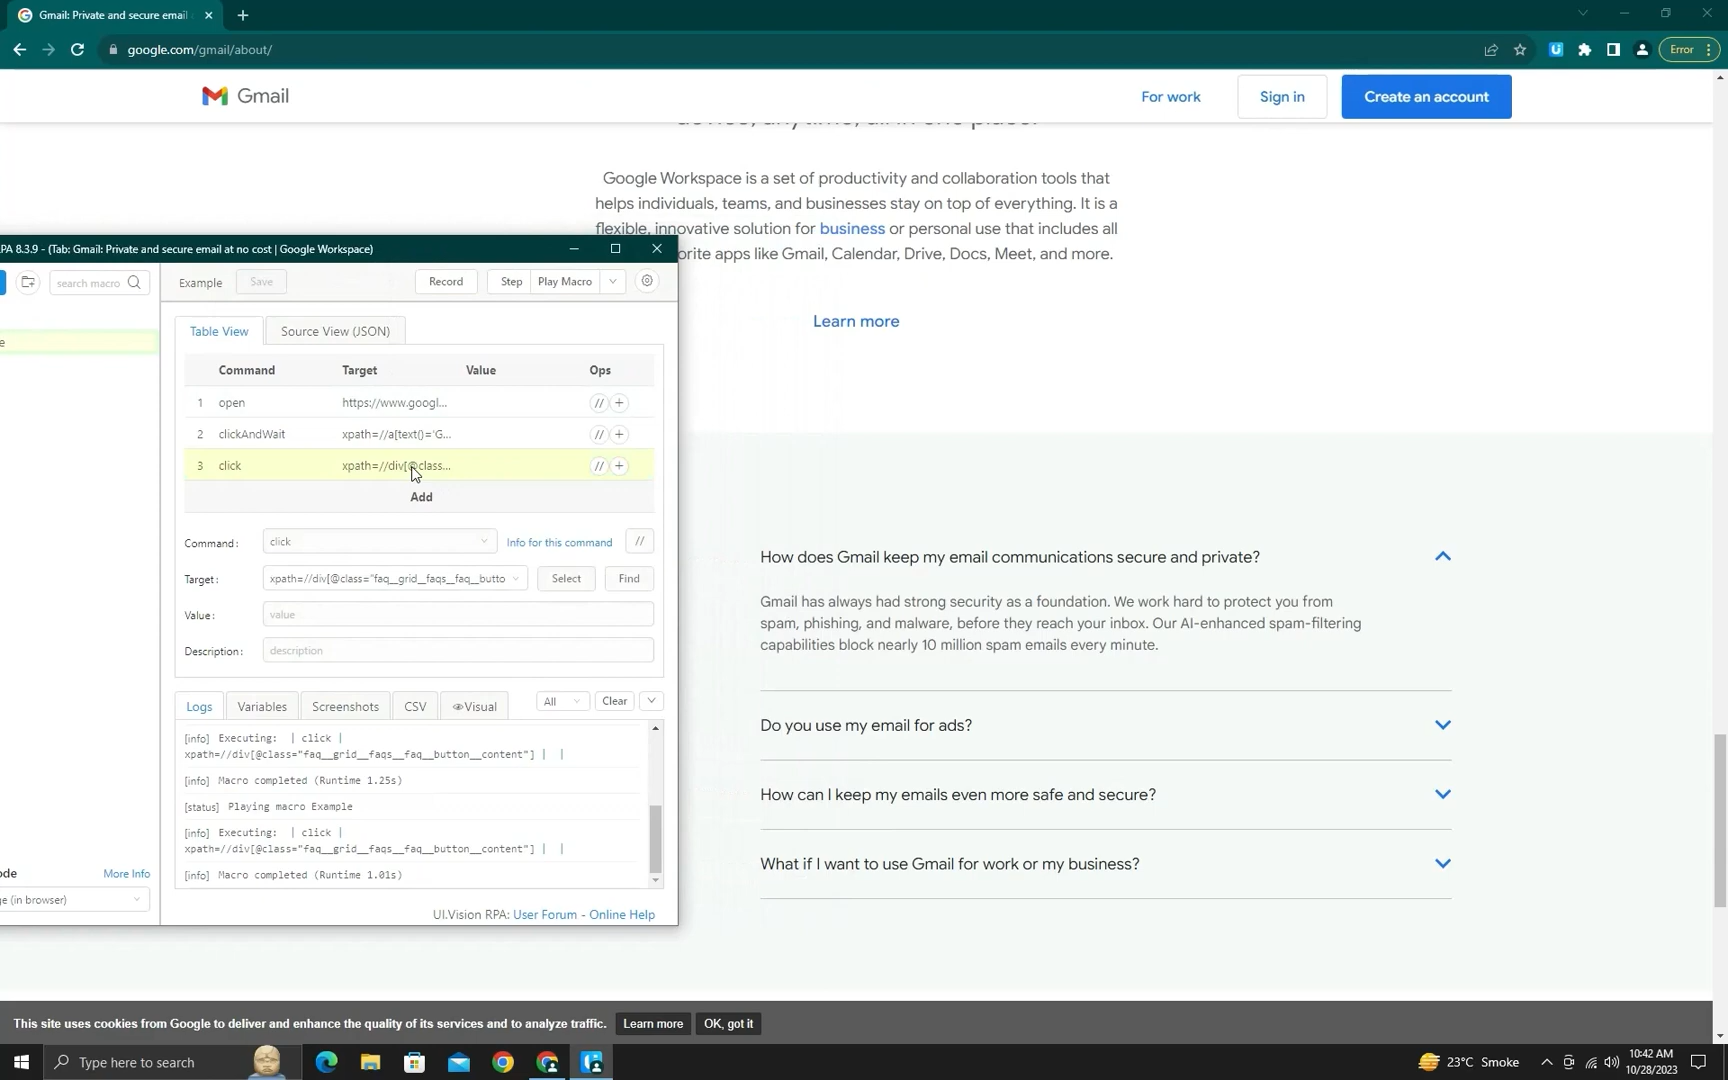 Gmail: Private and secure email
google.com/gmail/about/
Error
Gmail
For work
Sign in
Create an account
Google Workspace is a set of productivity and collaboration tools that
helps individuals, teams, and businesses stay on top of everything. It is a
flexible, innovative solution for business or personal use that includes all
orite apps like Gmail, Calendar, Drive, Docs, Meet, and more.
Learn more
PA 8.3.9 - (Tab: Gmail: Private and secure email at no cost | Google Workspace)
search macro
Example
Save
Record
Step
Play Macro
e
Table View
Source View (JSON)
Command Target Value Ops
1 open https://www.googl... // +
2 clickAndWait xpath=//a[text()='G... // +
3 click xpath=//div[@class... // +
Add
Command: click Info for this command //
Target: xpath=//div[@class="faq__grid__faqs__faq__butto Select Find
Value: value
Description: description
Logs Variables Screenshots CSV Visual All Clear
[info] Executing: | click |
xpath=//div[@class="faq__grid__faqs__faq__button__content"] | |
[info] Macro completed (Runtime 1.25s)
[status] Playing macro Example
[info] Executing: | click |
xpath=//div[@class="faq__grid__faqs__faq__button__content"] | |
[info] Macro completed (Runtime 1.01s)
ode More Info
ge (in browser)
UI.Vision RPA: User Forum - Online Help
How does Gmail keep my email communications secure and private?
Gmail has always had strong security as a foundation. We work hard to protect you from
spam, phishing, and malware, before they reach your inbox. Our AI-enhanced spam-filtering
capabilities block nearly 10 million spam emails every minute.
Do you use my email for ads?
How can I keep my emails even more safe and secure?
What if I want to use Gmail for work or my business?
This site uses cookies from Google to deliver and enhance the quality of its services and to analyze traffic. Learn more OK, got it
Type here to search
23°C Smoke
10:42 AM
10/28/2023